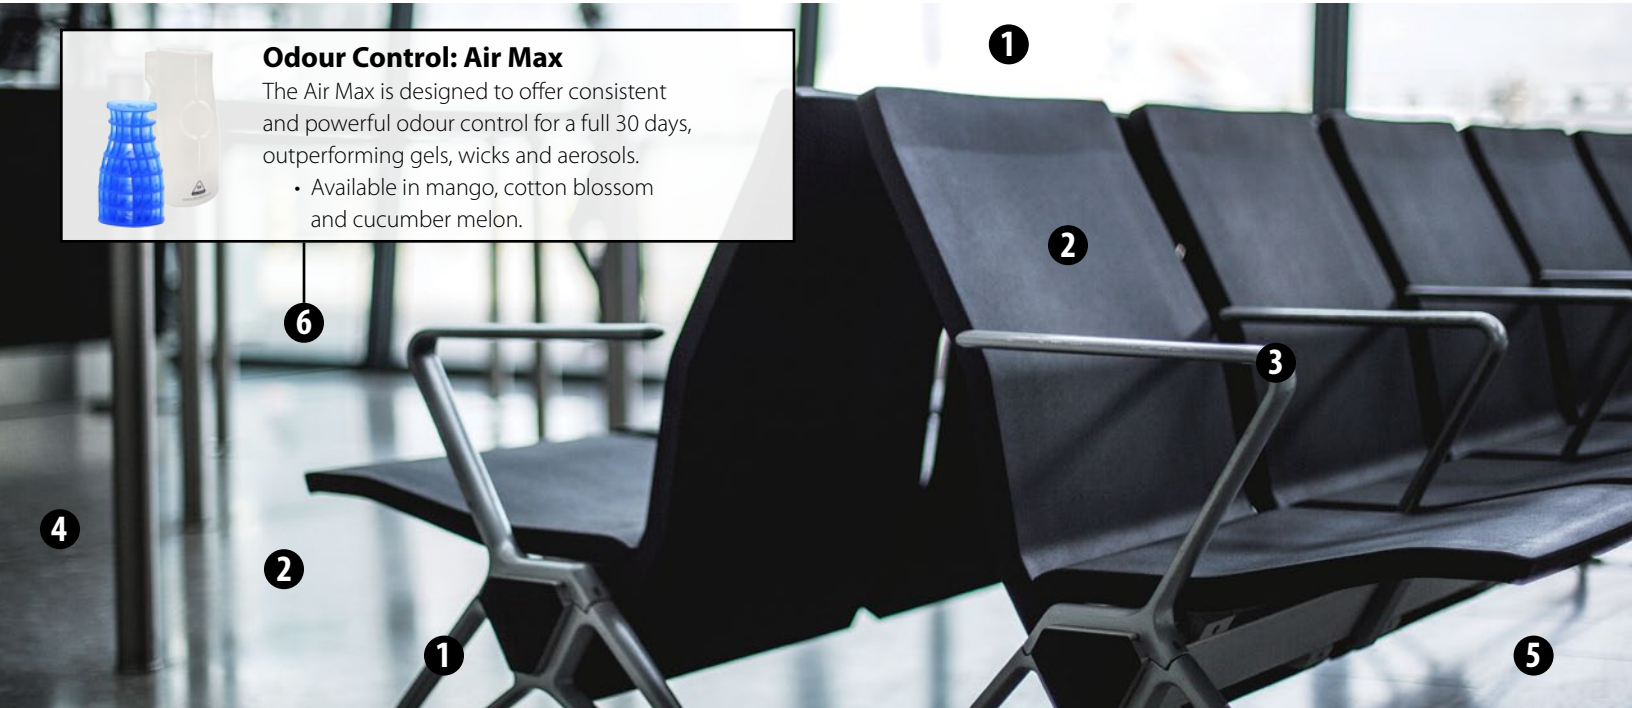 Odour Control: Air Max
The Air Max is designed to offer consistent
and powerful odour control for a full 30 days,
outperforming gels, wicks and aerosols.
• Available in mango, cotton blossom
and cucumber melon.
1
2
6
3
4
2
1
5